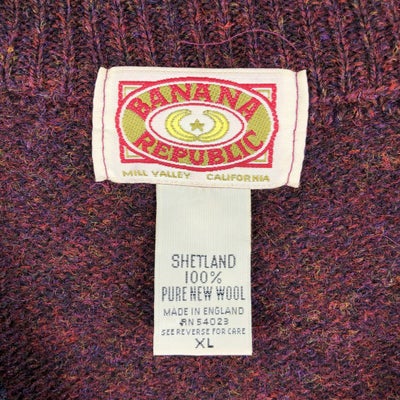 BANANA
REPUBLIC
MILL VALLEY CALIFORNIA
SHETLAND
100%
PURE NEW WOOL
MADE IN ENGLAND
RN 54023
SEE REVERSE FOR CARE
XL